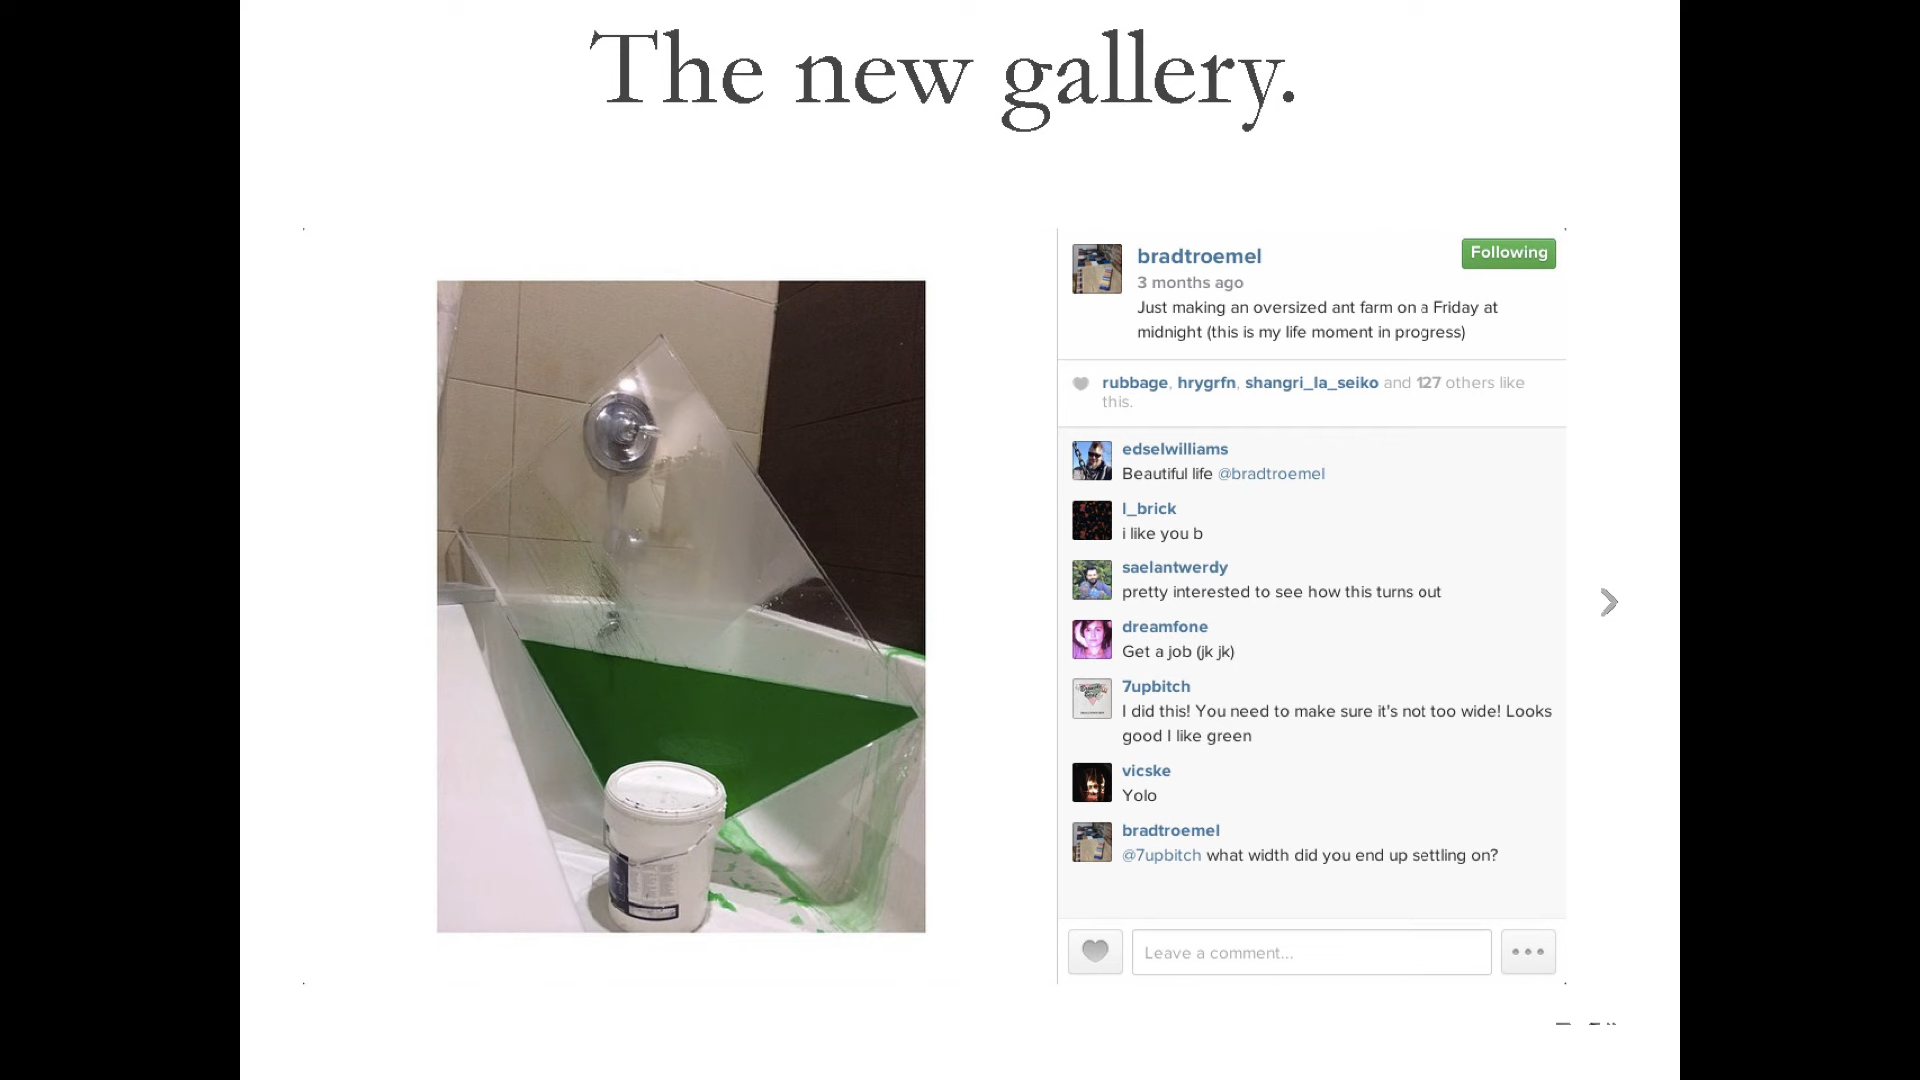 The new gallery.
bradtroemel
Following
3 months ago
Just making an oversized ant farm on a Friday at
midnight (this is my life moment in progress)
rubbage, hrygrfn, shangri_la_seiko and 127 others like
this.
edselwilliams
Beautiful life @bradtroemel
l_brick
i like you b
saelantwerdy
pretty interested to see how this turns out
dreamfone
Get a job (jk jk)
7upbitch
I did this! You need to make sure it's not too wide! Looks
good I like green
vicske
Yolo
bradtroemel
@7upbitch what width did you end up settling on?
Leave a comment...